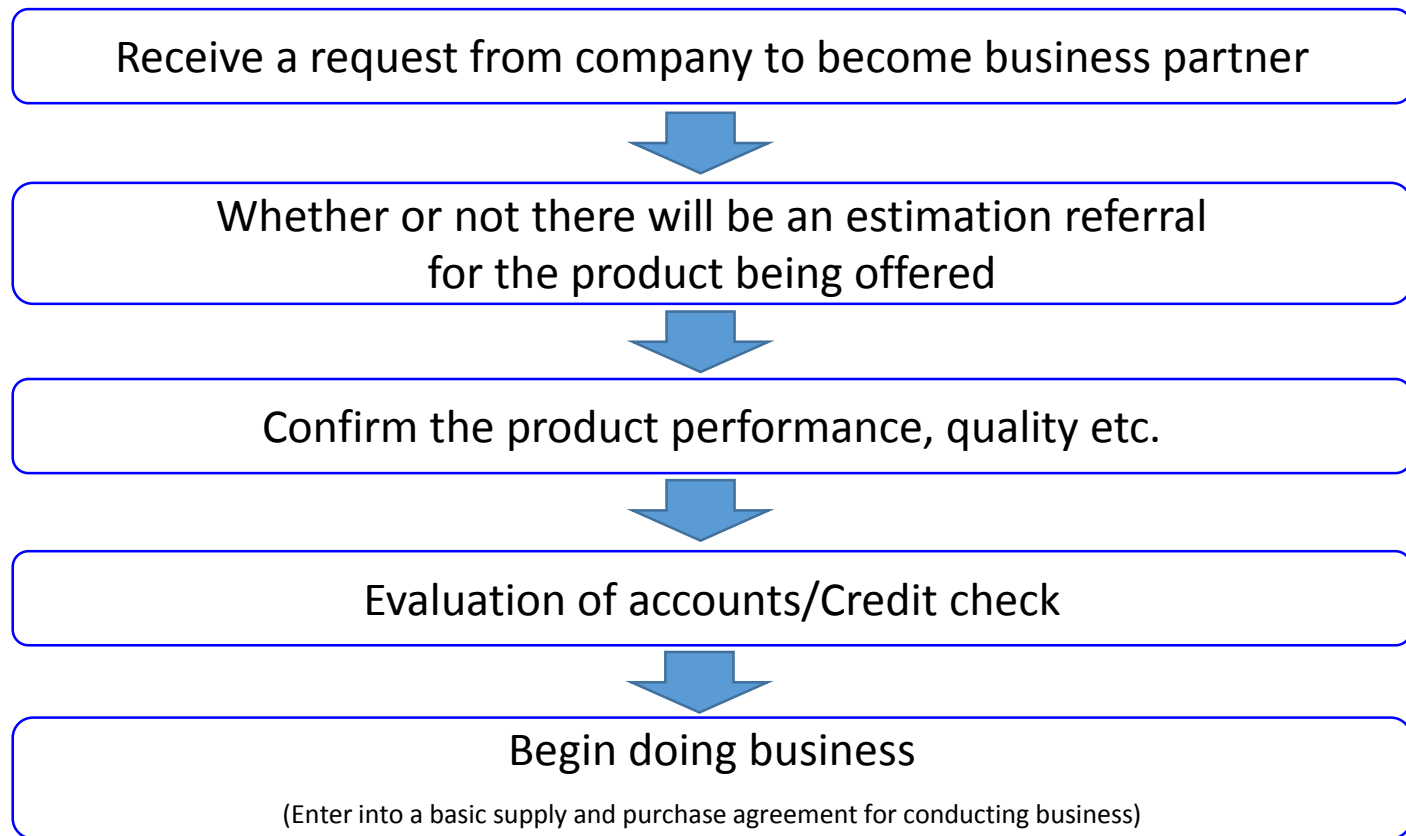 Receive a request from company to become business partner
Whether or not there will be an estimation referral
for the product being offered
Confirm the product performance, quality etc.
Evaluation of accounts/Credit check
Begin doing business
(Enter into a basic supply and purchase agreement for conducting business)